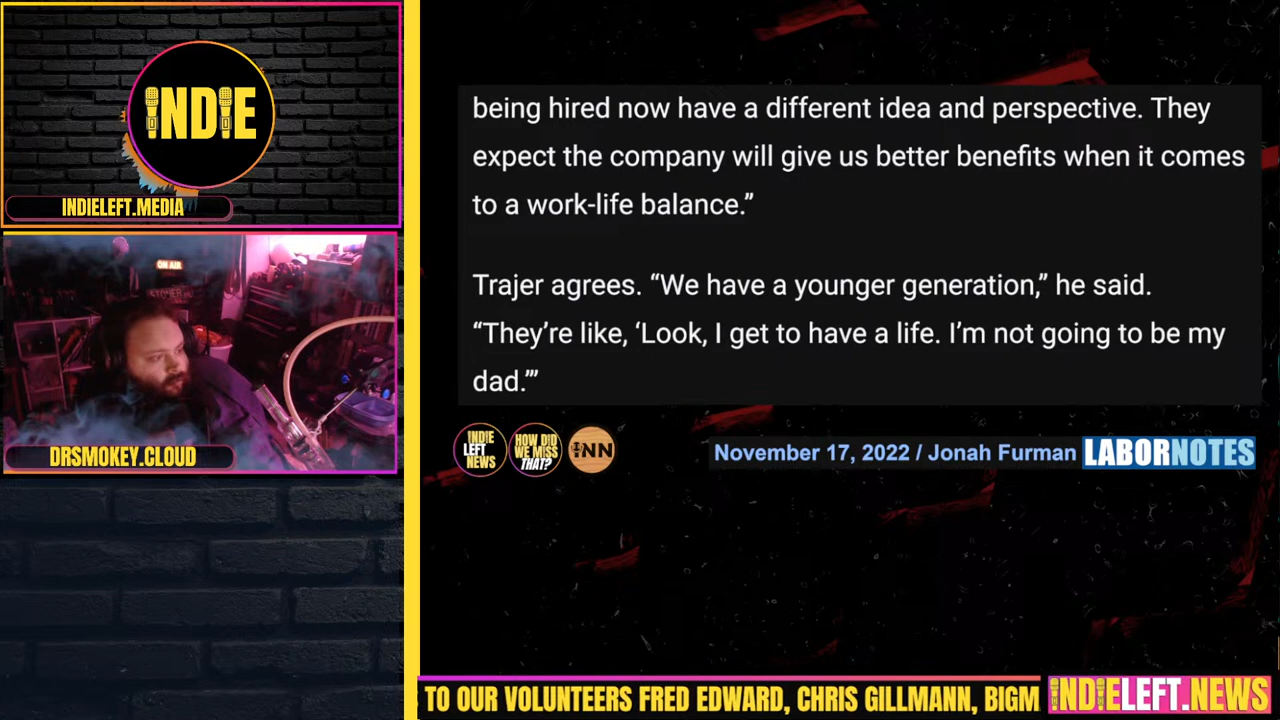 INDIE
INDIELEFT.MEDIA
ON AIR
STONER
DRSMOKEY.CLOUD
being hired now have a different idea and perspective. They
expect the company will give us better benefits when it comes
to a work-life balance.”
Trajer agrees. “We have a younger generation,” he said.
“They’re like, ‘Look, I get to have a life. I’m not going to be my
dad.’”
INDIE
LEFT
NEWS
HOW DID
WE MISS
THAT?
INN
November 17, 2022 / Jonah Furman LABORNOTES
TO OUR VOLUNTEERS FRED EDWARD, CHRIS GILLMANN, BIGM
INDIELEFT.NEWS